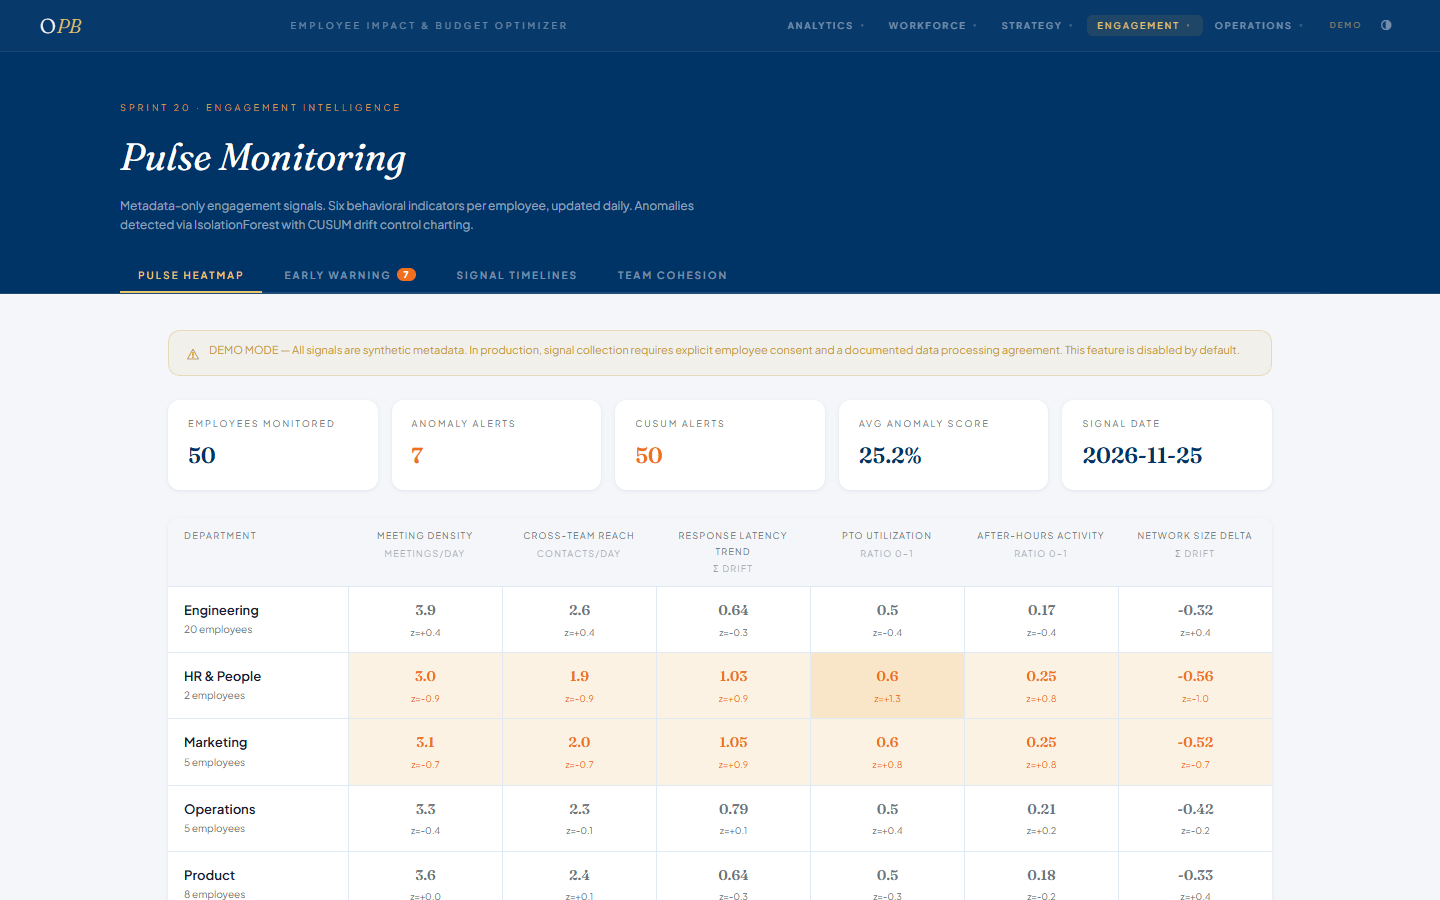 OPB
EMPLOYEE IMPACT & BUDGET OPTIMIZER
ANALYTICS
WORKFORCE
STRATEGY
ENGAGEMENT
OPERATIONS
DEMO
SPRINT 20 · ENGAGEMENT INTELLIGENCE
Pulse Monitoring
Metadata-only engagement signals. Six behavioral indicators per employee, updated daily. Anomalies
detected via IsolationForest with CUSUM drift control charting.
PULSE HEATMAP
EARLY WARNING 7
SIGNAL TIMELINES
TEAM COHESION
⚠ DEMO MODE — All signals are synthetic metadata. In production, signal collection requires explicit employee consent and a documented data processing agreement. This feature is disabled by default.
EMPLOYEES MONITORED
50
ANOMALY ALERTS
7
CUSUM ALERTS
50
AVG ANOMALY SCORE
25.2%
SIGNAL DATE
2026-11-25
DEPARTMENT
MEETING DENSITY
MEETINGS/DAY
CROSS-TEAM REACH
CONTACTS/DAY
RESPONSE LATENCY
TREND
Σ DRIFT
PTO UTILIZATION
RATIO 0–1
AFTER-HOURS ACTIVITY
RATIO 0–1
NETWORK SIZE DELTA
Σ DRIFT
Engineering
20 employees
3.9
z=+0.4
2.6
z=+0.4
0.64
z=-0.3
0.5
z=-0.4
0.17
z=-0.4
-0.32
z=+0.4
HR & People
2 employees
3.0
z=-0.9
1.9
z=-0.9
1.03
z=+0.9
0.6
z=+1.3
0.25
z=+0.8
-0.56
z=-1.0
Marketing
5 employees
3.1
z=-0.7
2.0
z=-0.7
1.05
z=+0.9
0.6
z=+0.8
0.25
z=+0.8
-0.52
z=-0.7
Operations
5 employees
3.3
z=-0.4
2.3
z=-0.1
0.79
z=+0.1
0.5
z=+0.4
0.21
z=+0.2
-0.42
z=-0.2
Product
8 employees
3.6
z=+0.0
2.4
z=+0.1
0.64
z=-0.3
0.5
z=-0.3
0.18
z=-0.2
-0.33
z=+0.4